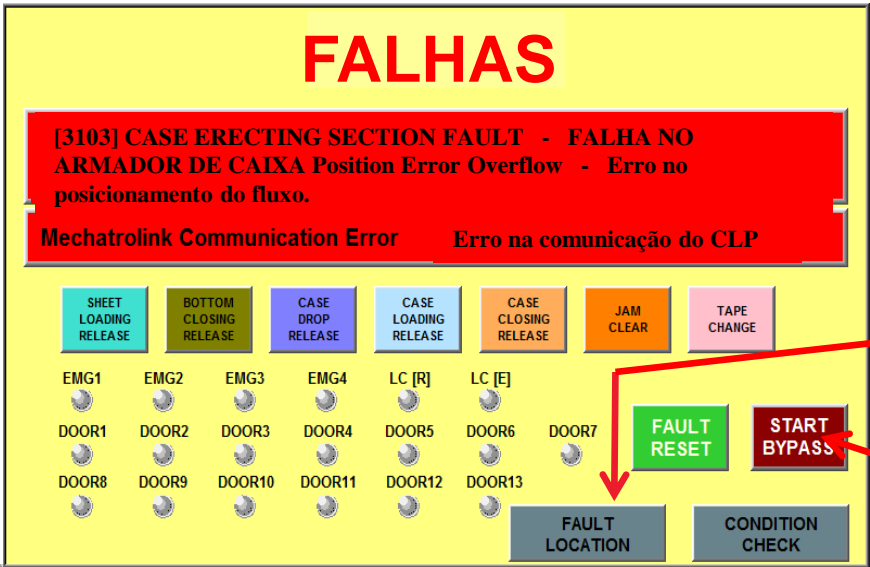 FALHAS
[3103] CASE ERECTING SECTION FAULT - FALHA NO
ARMADOR DE CAIXA Position Error Overflow - Erro no
posicionamento do fluxo.
Mechatrolink Communication Error Erro na comunicação do CLP
SHEET LOADING RELEASE
BOTTOM CLOSING RELEASE
CASE DROP RELEASE
CASE LOADING RELEASE
CASE CLOSING RELEASE
JAM CLEAR
TAPE CHANGE
EMG1 EMG2 EMG3 EMG4 LC [R] LC [E]
DOOR1 DOOR2 DOOR3 DOOR4 DOOR5 DOOR6 DOOR7
FAULT RESET
START BYPASS
DOOR8 DOOR9 DOOR10 DOOR11 DOOR12 DOOR13
FAULT LOCATION
CONDITION CHECK